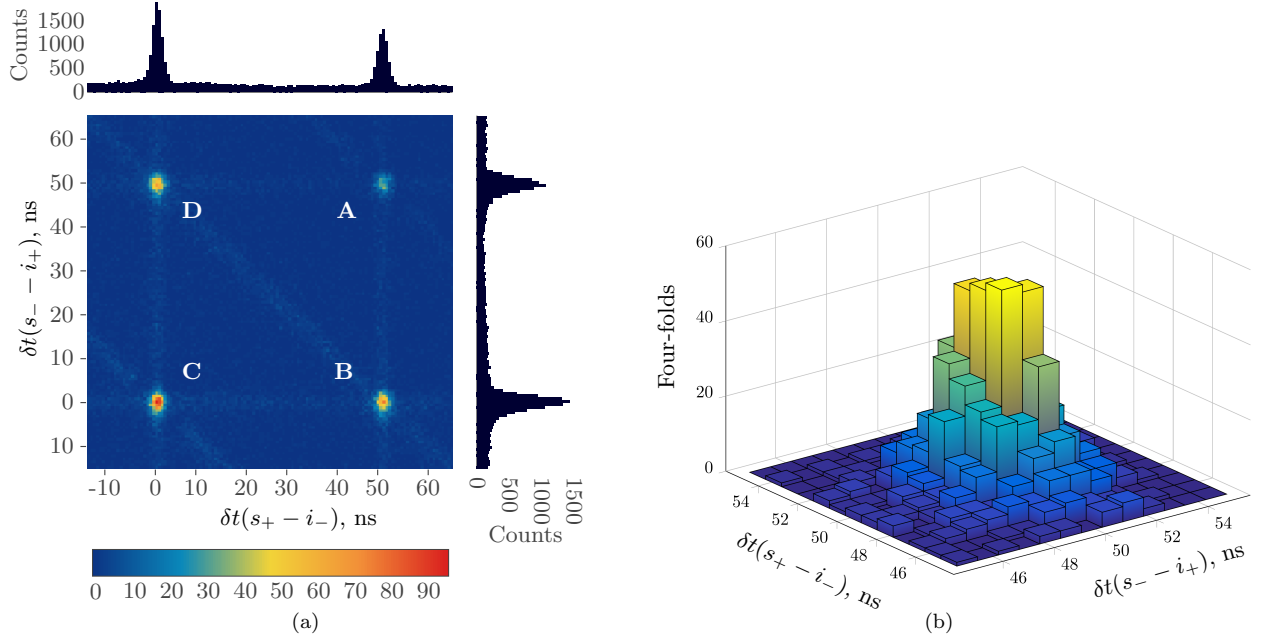 Counts
1500
1000
500
0
δt(s₋ − i₊), ns
60
50
40
30
20
10
0
10
D
A
C
B
-10 0 10 20 30 40 50 60
δt(s₊ − i₋), ns
0
500
1000
1500
Counts
0 10 20 30 40 50 60 70 80 90
(a)
Four-folds
60
40
20
0
54
52
50
48
46
δt(s₊ − i₋), ns
46
48
50
52
54
δt(s₋ − i₊), ns
(b)